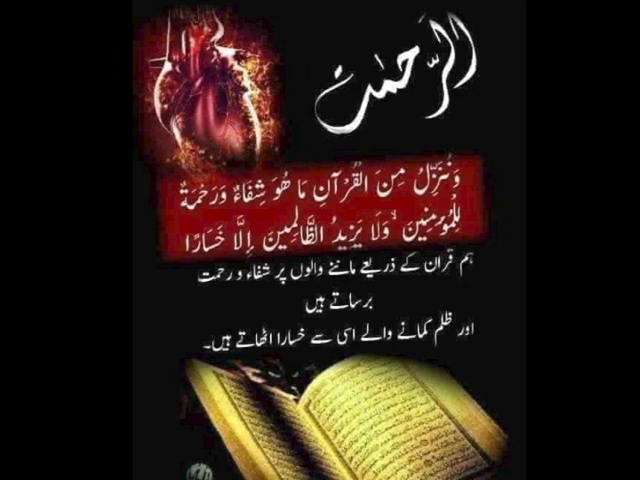 الرَّحمٰت
وَنُنَزِّلُ مِنَ الْقُرْآنِ مَا هُوَ شِفَاءٌ وَرَحْمَةٌ
لِلْمُؤْمِنِينَ ۙ وَلَا يَزِيدُ الظَّالِمِينَ إِلَّا خَسَارًا
ہم قرآن کے ذریعے ماننے والوں پر شفاء و رحمت
برساتے ہیں
اور ظلم کمانے والے اسی سے خسارا اٹھاتے ہیں۔